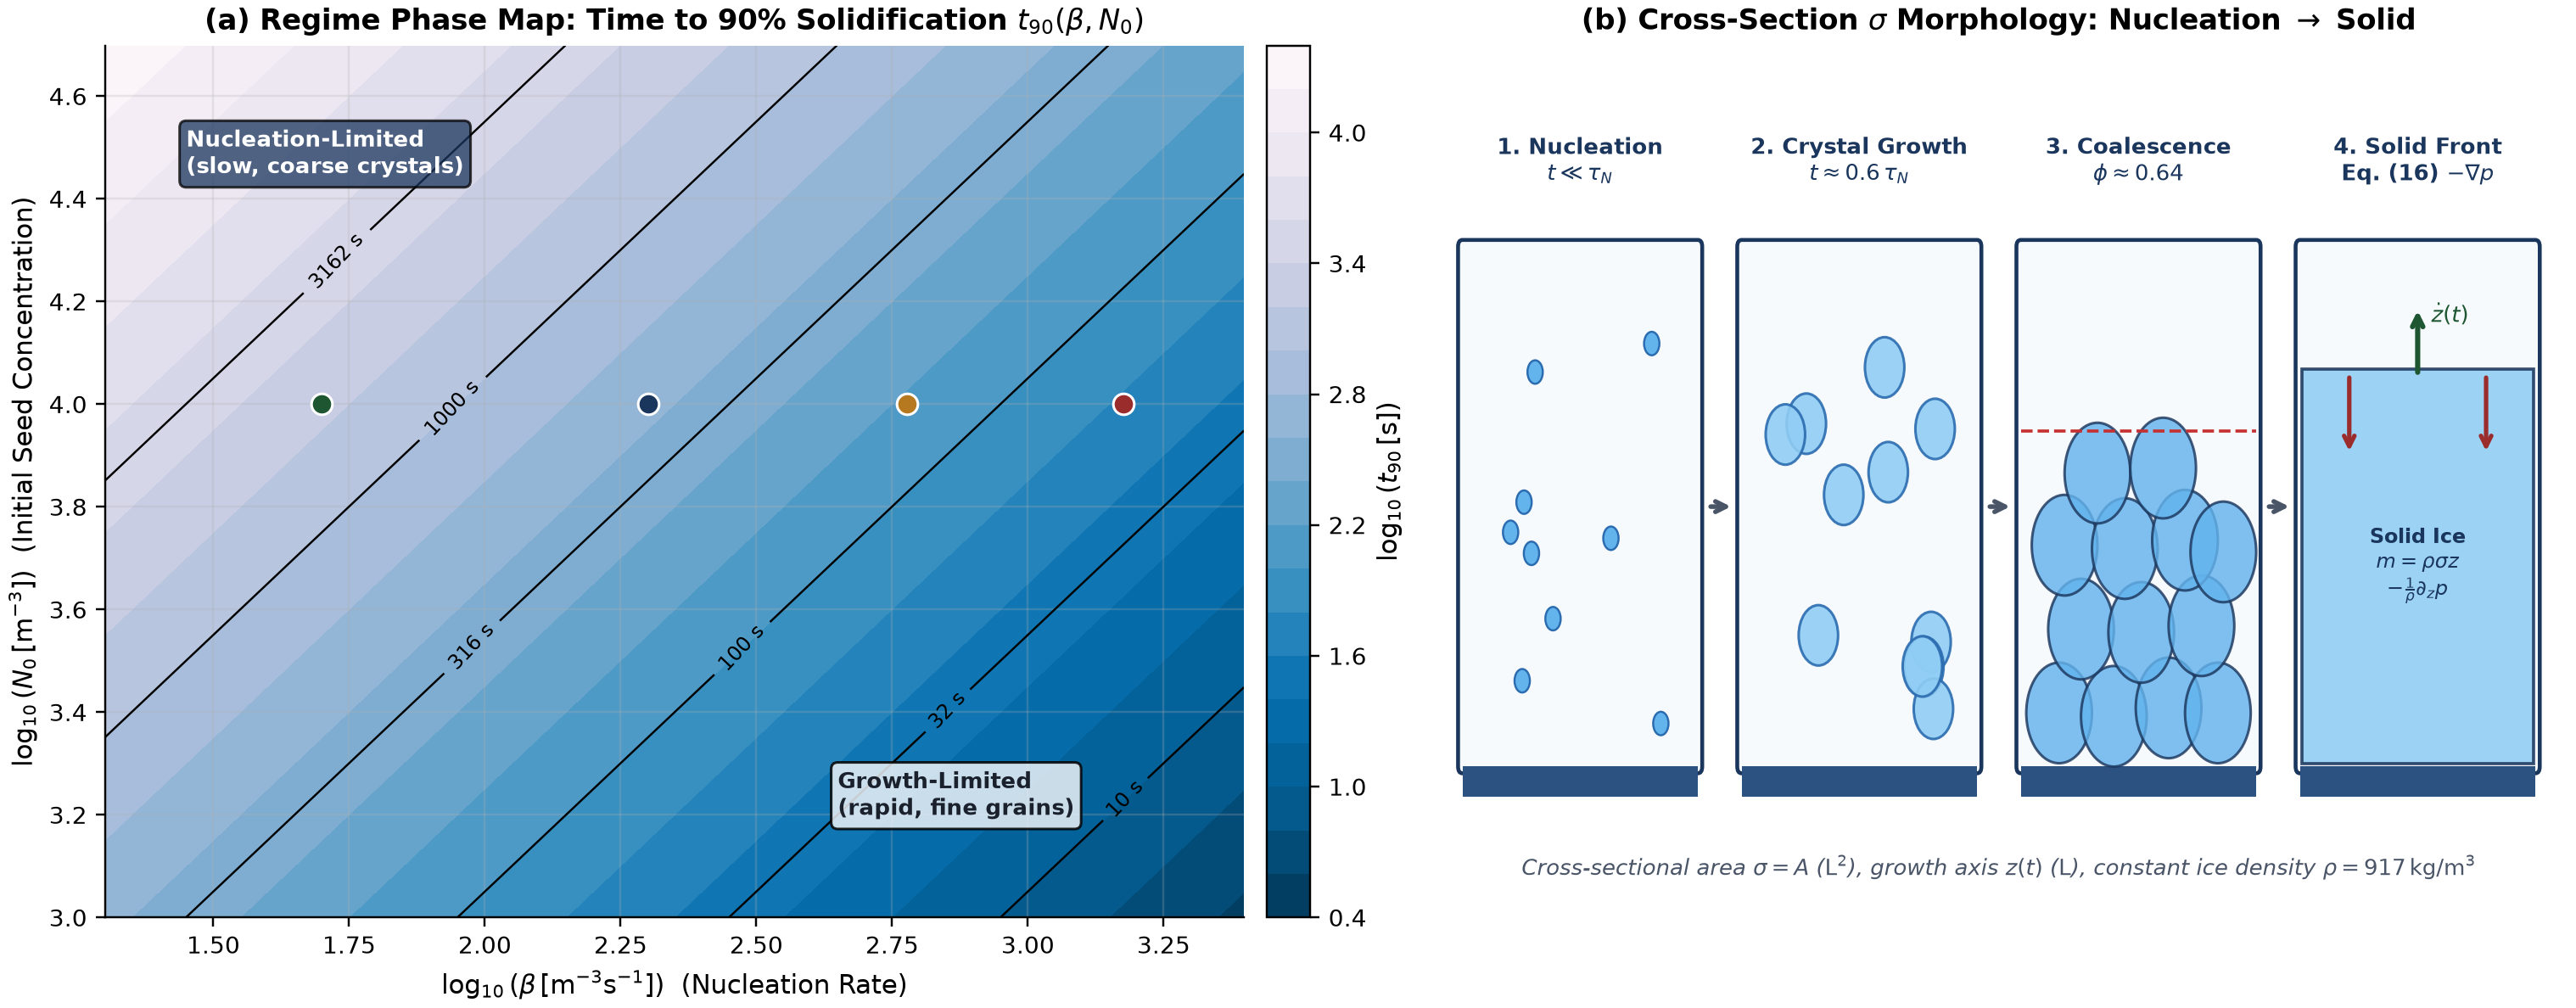 (a) Regime Phase Map: Time to 90% Solidification t₉₀(β, N₀)
log₁₀ (N₀ [m⁻³])  (Initial Seed Concentration)
4.6
4.4
4.2
4.0
3.8
3.6
3.4
3.2
3.0
Nucleation-Limited
(slow, coarse crystals)
3162 s
1000 s
316 s
100 s
32 s
10 s
Growth-Limited
(rapid, fine grains)
1.50
1.75
2.00
2.25
2.50
2.75
3.00
3.25
log₁₀ (β [m⁻³s⁻¹])  (Nucleation Rate)
4.0
3.4
2.8
2.2
1.6
1.0
0.4
log₁₀ (t₉₀ [s])
(b) Cross-Section σ Morphology: Nucleation → Solid
1. Nucleation
t ≪ τ_N
2. Crystal Growth
t ≈ 0.6 τ_N
3. Coalescence
ϕ ≈ 0.64
4. Solid Front
Eq. (16) −∇p
ż(t)
Solid Ice
m = ρσz
−1/ρ ∂_z p
Cross-sectional area σ = A (L²), growth axis z(t) (L), constant ice density ρ = 917 kg/m³